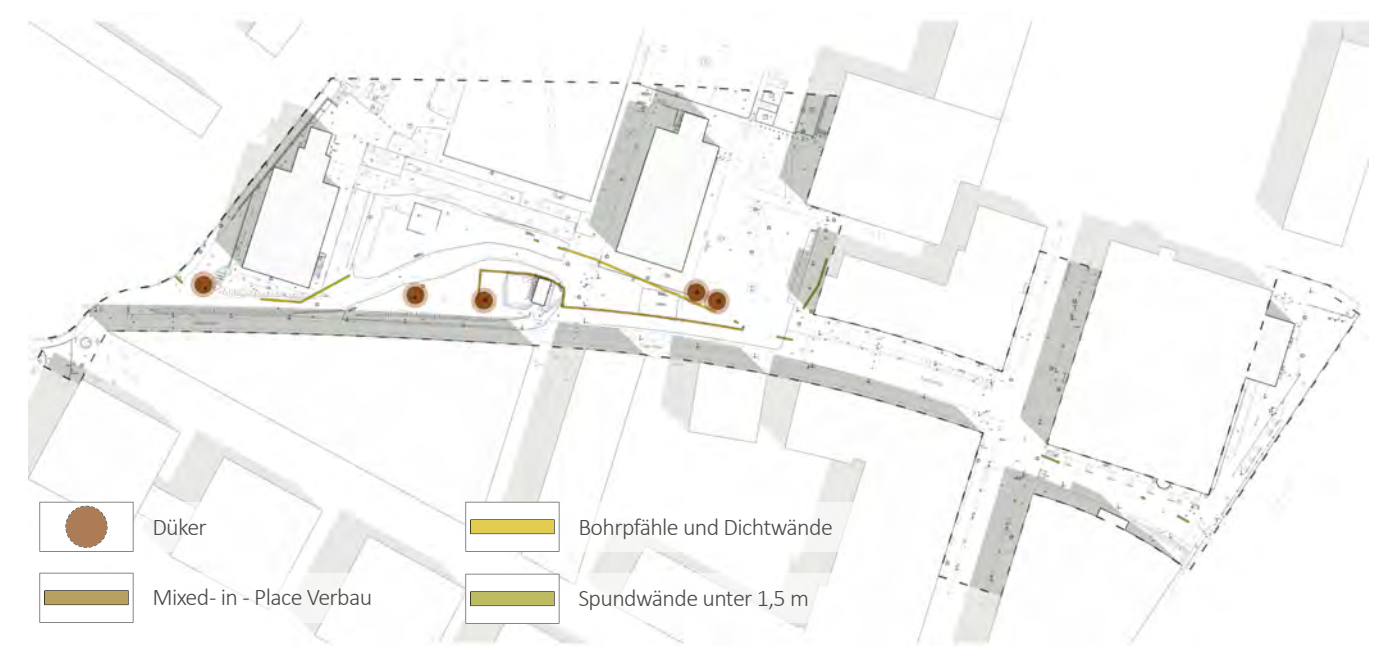 Düker
Bohrpfähle und Dichtwände
Mixed- in - Place Verbau
Spundwände unter 1,5 m